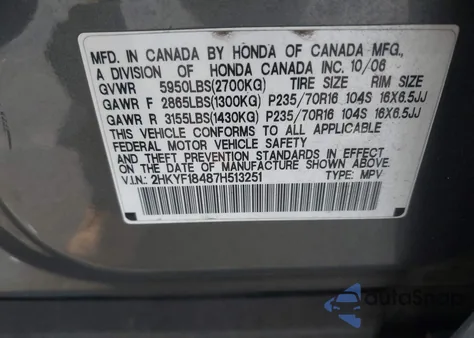 MFD. IN CANADA BY HONDA OF CANADA MFG.,
A DIVISION OF HONDA CANADA INC. 10/06
GVWR 5950LBS(2700KG) TIRE SIZE RIM SIZE
GAWR F 2865LBS(1300KG) P235/70R16 104S 16X6.5JJ
GAWR R 3155LBS(1430KG) P235/70R16 104S 16X6.5JJ
THIS VEHICLE CONFORMS TO ALL APPLICABLE
FEDERAL MOTOR VEHICLE SAFETY
AND THEFT PREVENTION STANDARDS IN EFFECT ON THE
DATE OF MANUFACTURE SHOWN ABOVE.
V.I.N.: 2HKYF18487H513251 TYPE: MPV